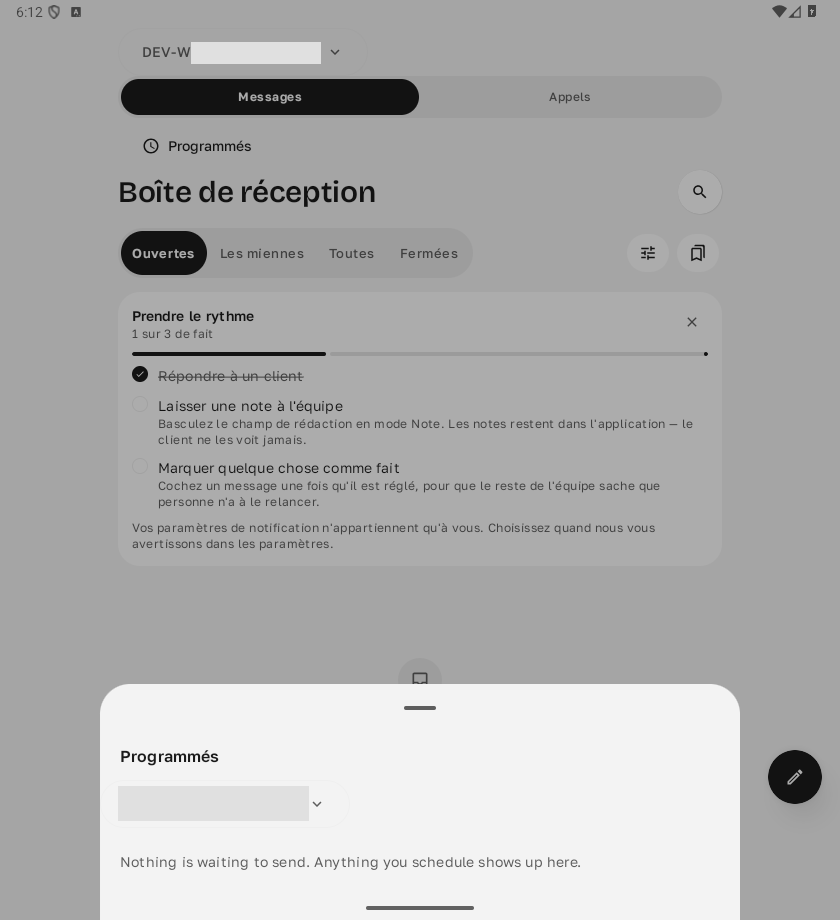 6:12
DEV-W
Messages
Appels
Programmés
Boîte de réception
Ouvertes
Les miennes
Toutes
Fermées
Prendre le rythme
1 sur 3 de fait
Répondre à un client
Laisser une note à l'équipe
Basculez le champ de rédaction en mode Note. Les notes restent dans l'application — le
client ne les voit jamais.
Marquer quelque chose comme fait
Cochez un message une fois qu'il est réglé, pour que le reste de l'équipe sache que
personne n'a à le relancer.
Vos paramètres de notification n'appartiennent qu'à vous. Choisissez quand nous vous
avertissons dans les paramètres.
Programmés
Nothing is waiting to send. Anything you schedule shows up here.